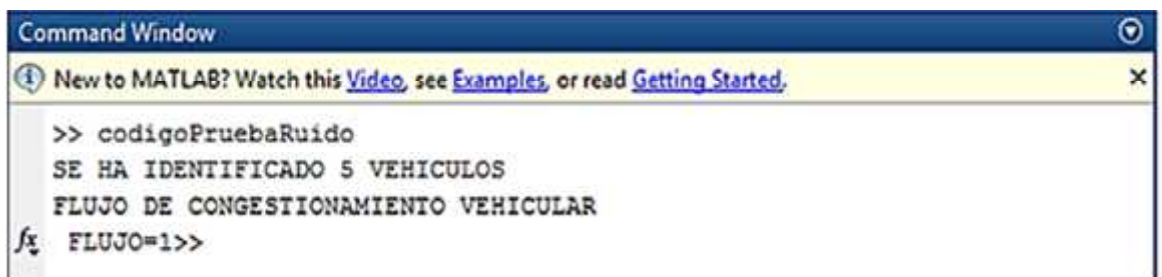 Command Window
New to MATLAB? Watch this Video, see Examples, or read Getting Started.
>> codigoPruebaRuido
SE HA IDENTIFICADO 5 VEHICULOS
FLUJO DE CONGESTIONAMIENTO VEHICULAR
fx FLUJO=1>>